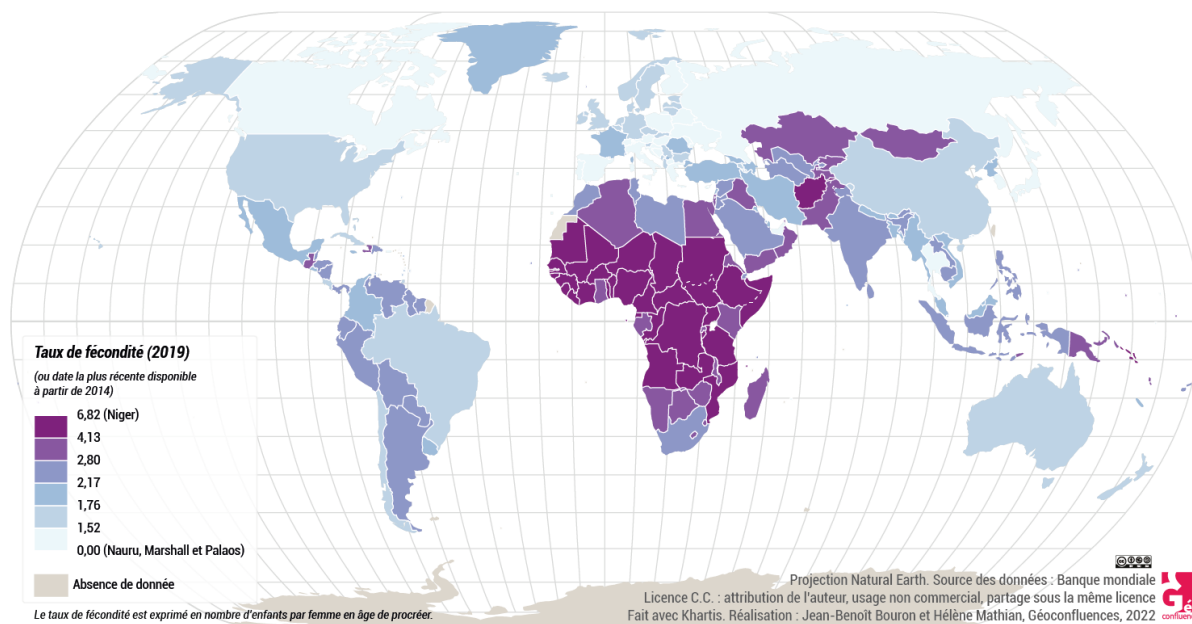 Taux de fécondité (2019)
(ou date la plus récente disponible
à partir de 2014)
6,82 (Niger)
4,13
2,80
2,17
1,76
1,52
0,00 (Nauru, Marshall et Palaos)
Absence de donnée
Le taux de fécondité est exprimé en nombre d'enfants par femme en âge de procréer.
Projection Natural Earth. Source des données : Banque mondiale
Licence C.C. : attribution de l'auteur, usage non commercial, partage sous la même licence
Fait avec Khartis. Réalisation : Jean-Benoît Bouron et Hélène Mathian, Géoconfluences, 2022